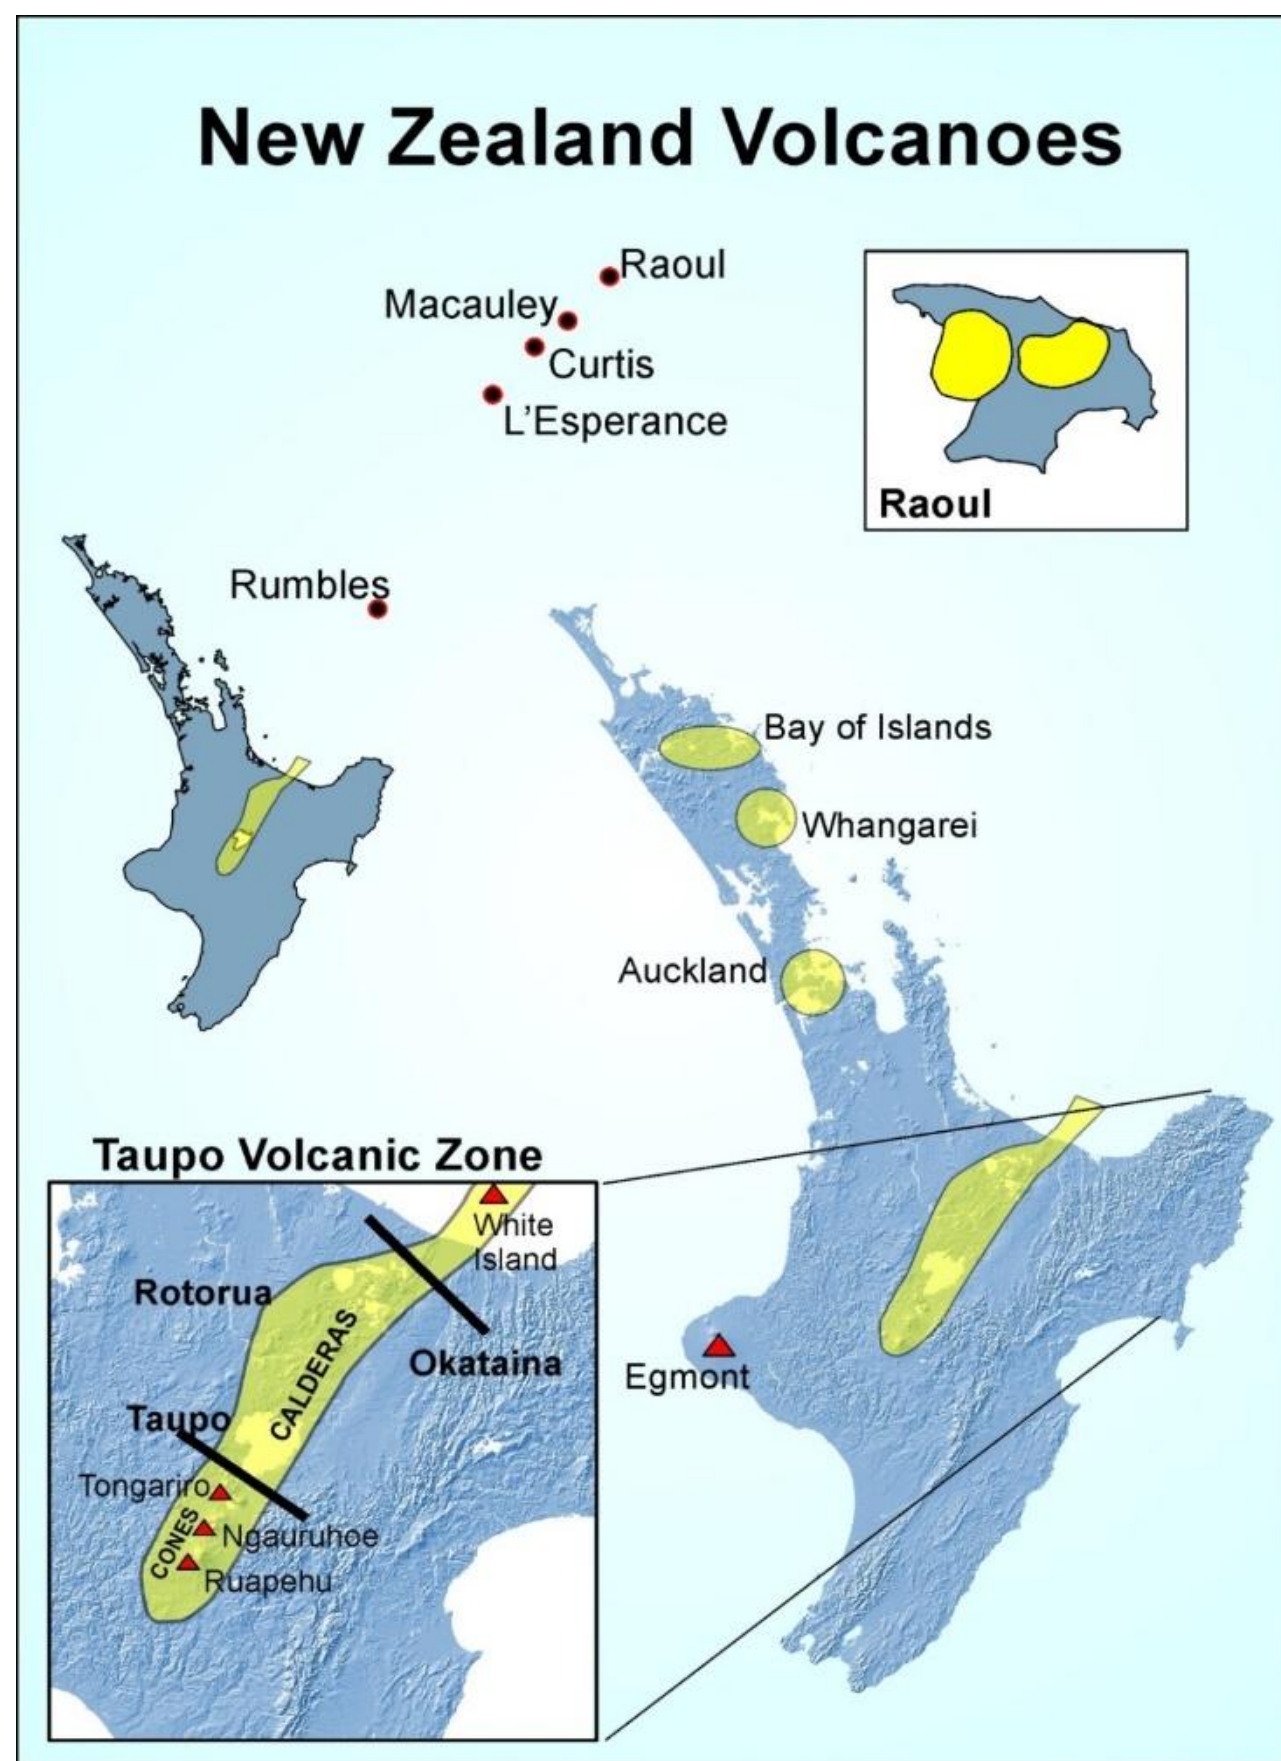 New Zealand Volcanoes
Raoul
Macauley
Curtis
L'Esperance
Raoul
Rumbles
Bay of Islands
Whangarei
Auckland
Taupo Volcanic Zone
White
Island
Rotorua
CALDERAS
Okataina
Egmont
Taupo
Tongariro
CONES
Ngauruhoe
Ruapehu